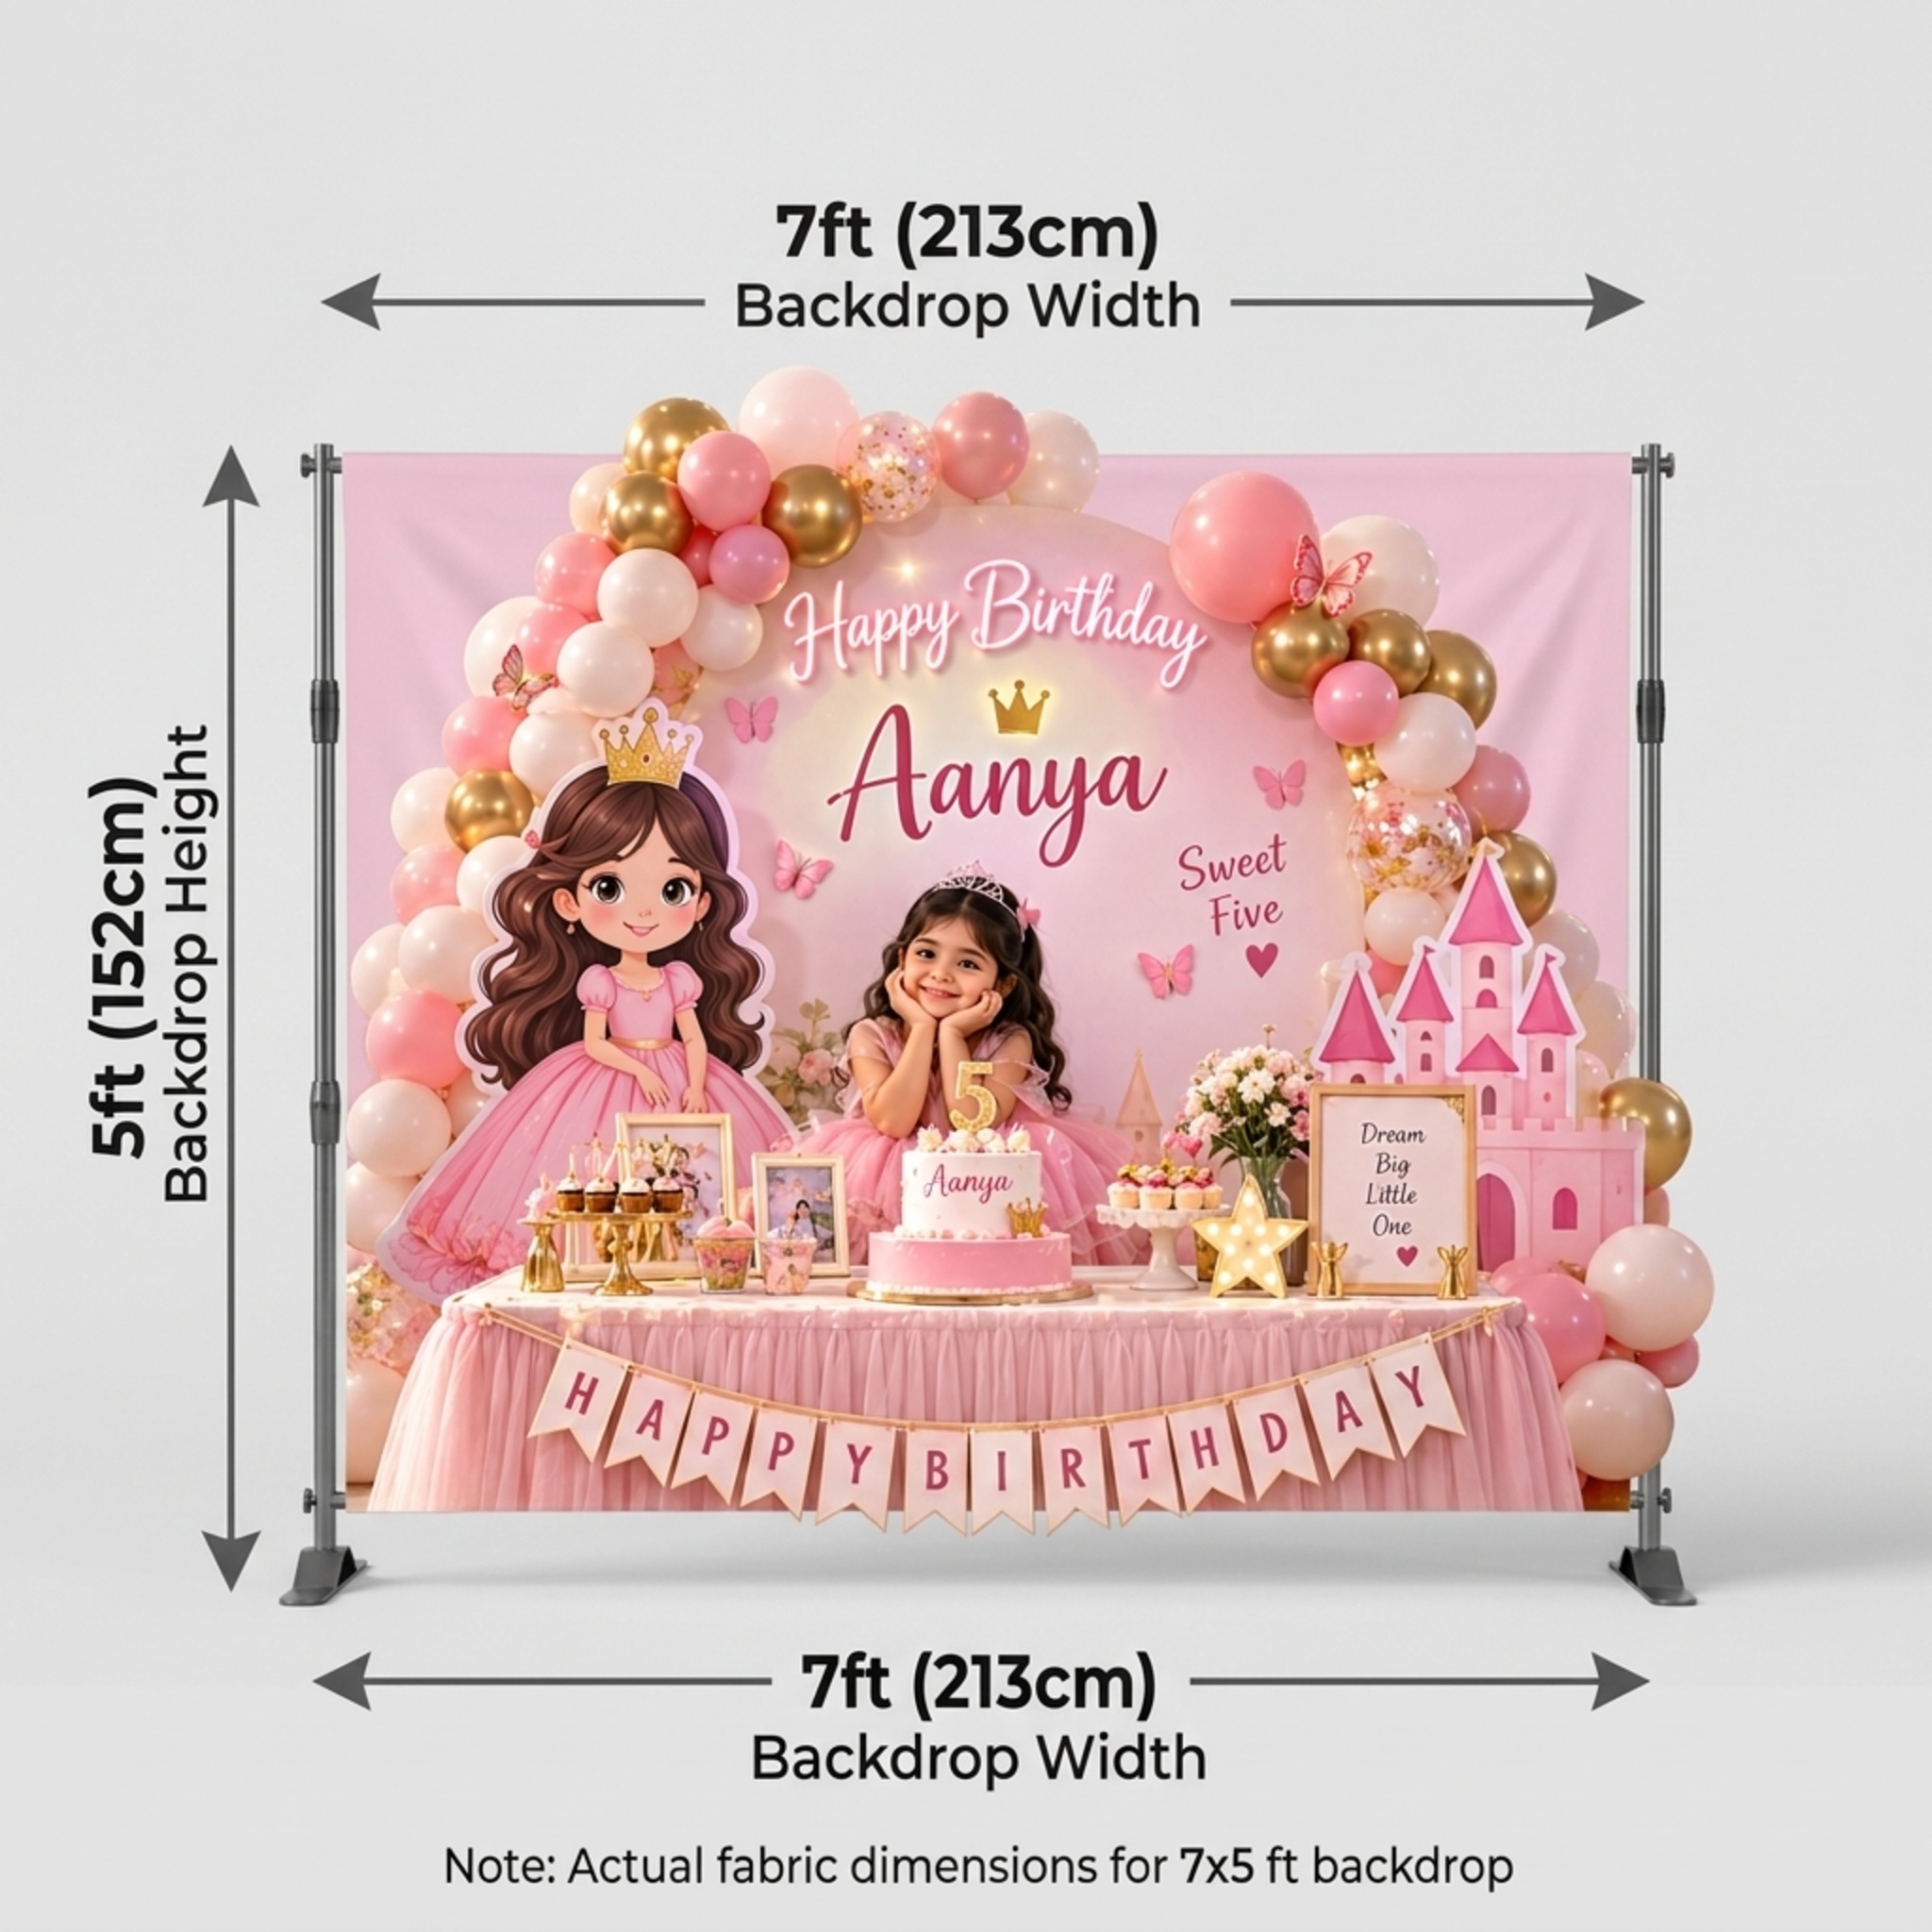 7ft (213cm)
Backdrop Width
5ft (152cm)
Backdrop Height
Happy Birthday
Aanya
Sweet
Five
5
Aanya
Dream
Big
Little
One
HAPPY BIRTHDAY
7ft (213cm)
Backdrop Width
Note: Actual fabric dimensions for 7x5 ft backdrop